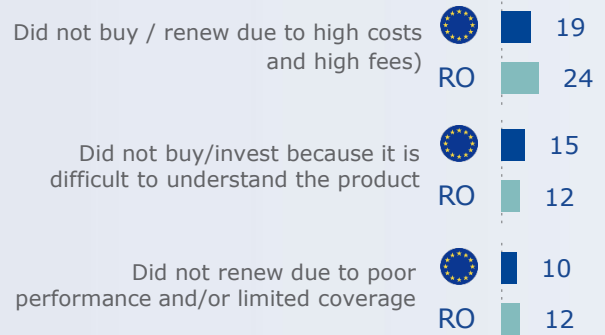 Did not buy / renew due to high costs
and high fees)
19
RO 24
Did not buy/invest because it is
difficult to understand the product
15
RO 12
Did not renew due to poor
performance and/or limited coverage
10
RO 12